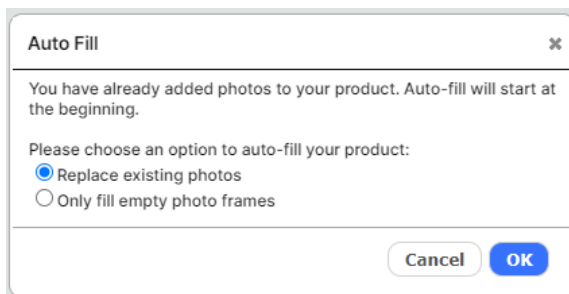 Auto Fill
You have already added photos to your product. Auto-fill will start at
the beginning.
Please choose an option to auto-fill your product:
Replace existing photos
Only fill empty photo frames
Cancel OK